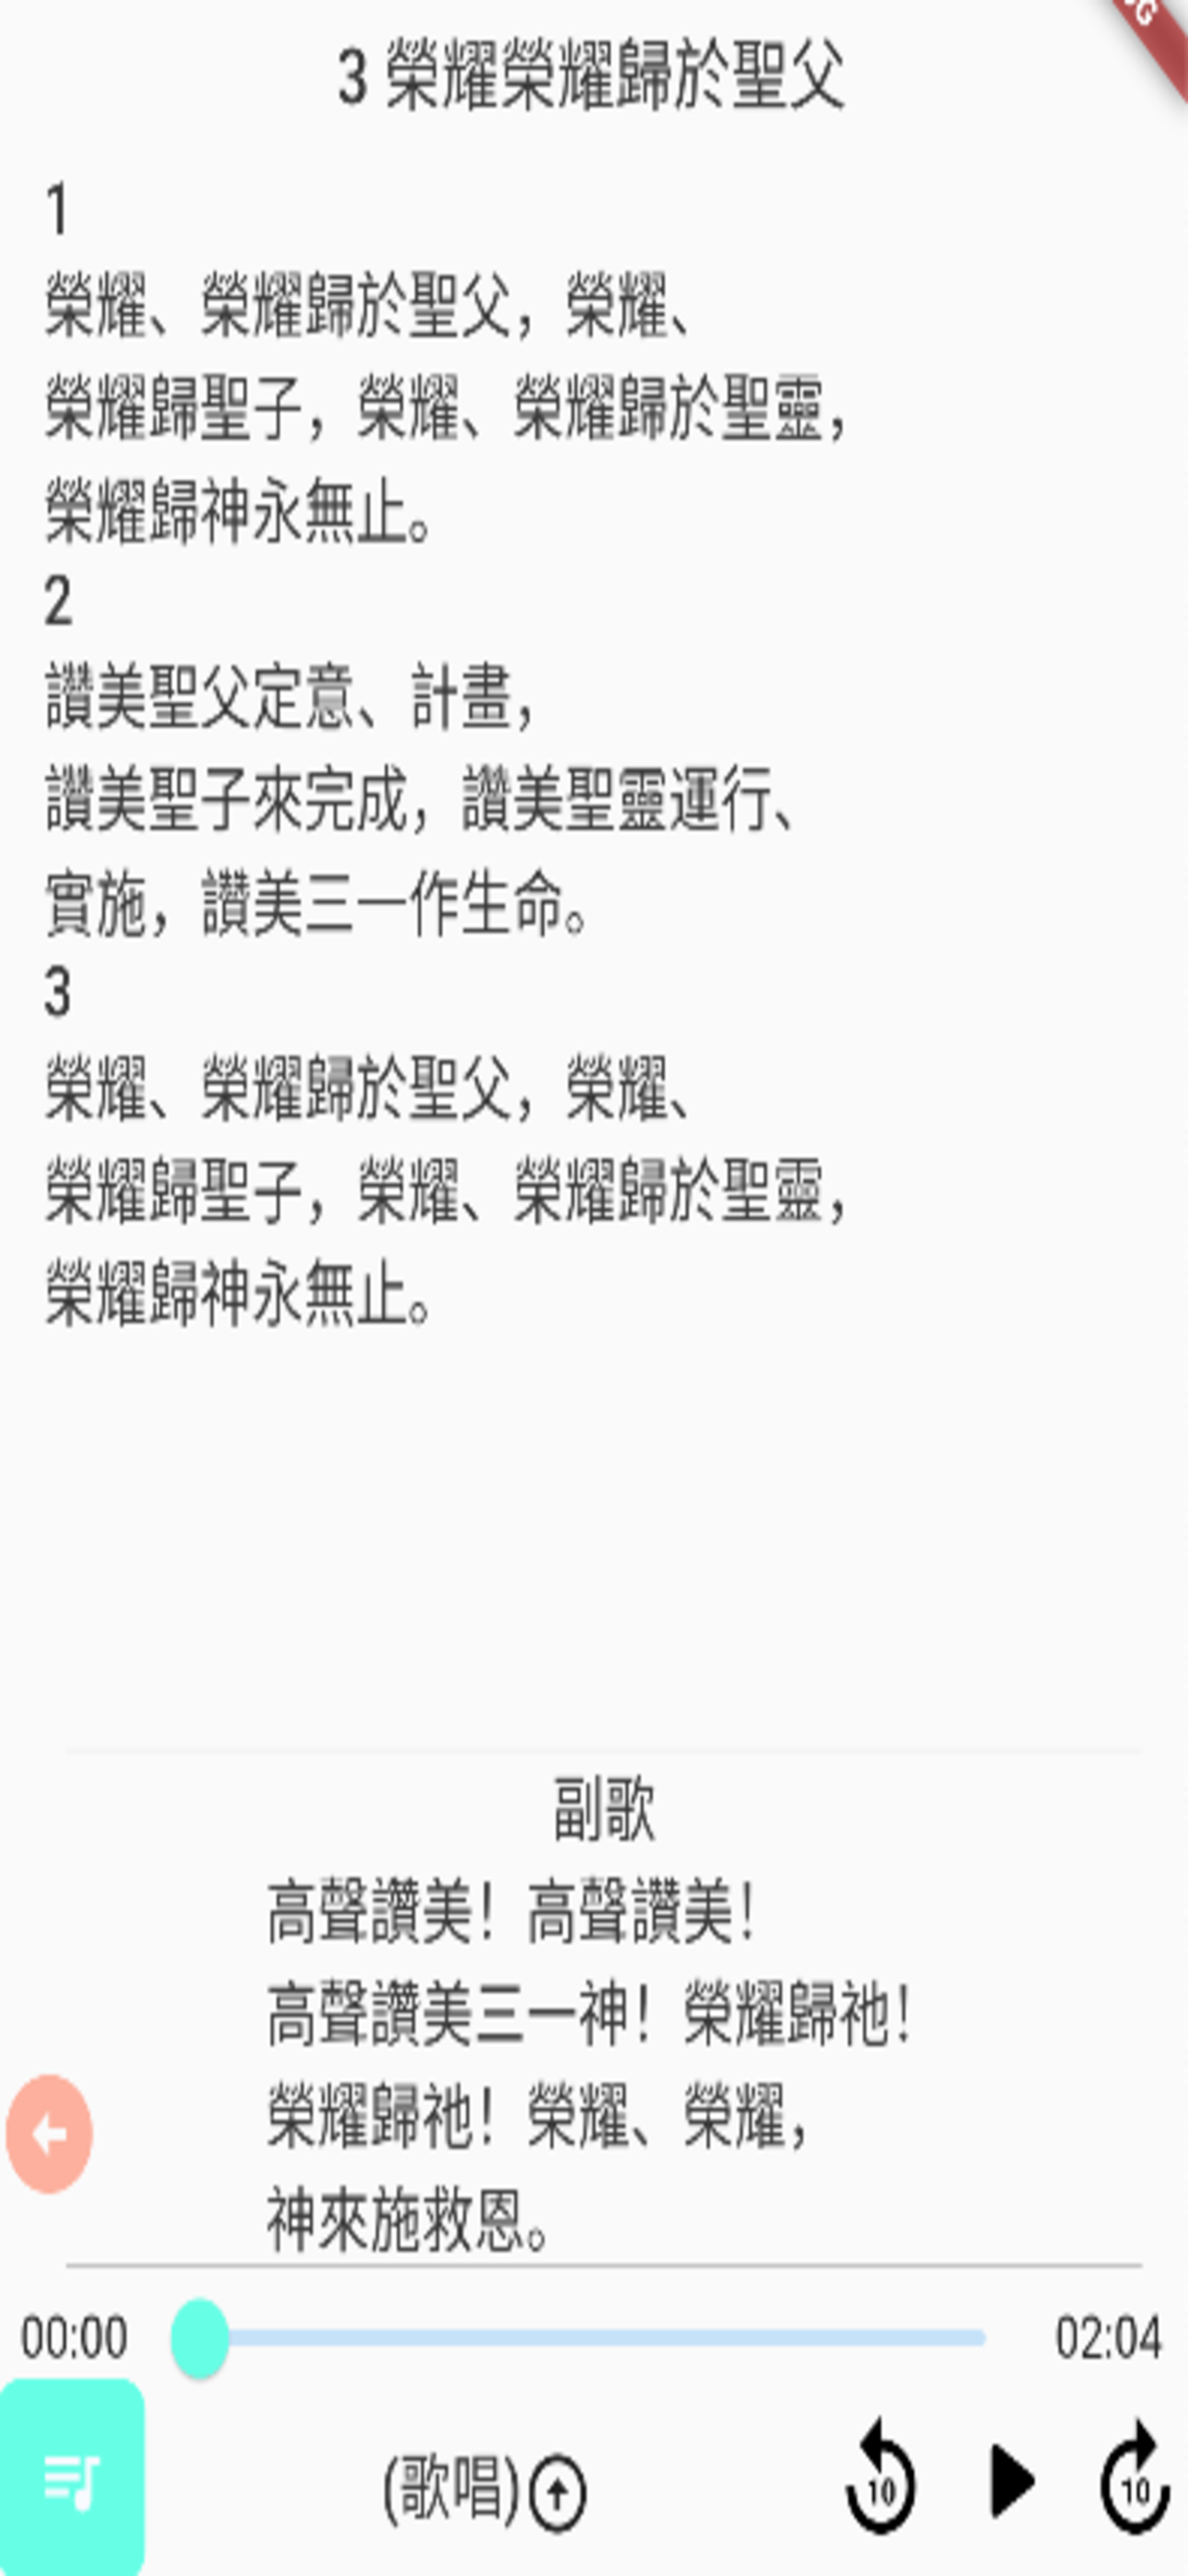 3 榮耀榮耀歸於聖父
1
榮耀、榮耀歸於聖父，榮耀、
榮耀歸聖子，榮耀、榮耀歸於聖靈，
榮耀歸神永無止。
2
讚美聖父定意、計畫，
讚美聖子來完成，讚美聖靈運行、
實施，讚美三一作生命。
3
榮耀、榮耀歸於聖父，榮耀、
榮耀歸聖子，榮耀、榮耀歸於聖靈，
榮耀歸神永無止。
副歌
高聲讚美！高聲讚美！
高聲讚美三一神！榮耀歸祂！
榮耀歸祂！榮耀、榮耀，
神來施救恩。
00:00 02:04
(歌唱) 10 10